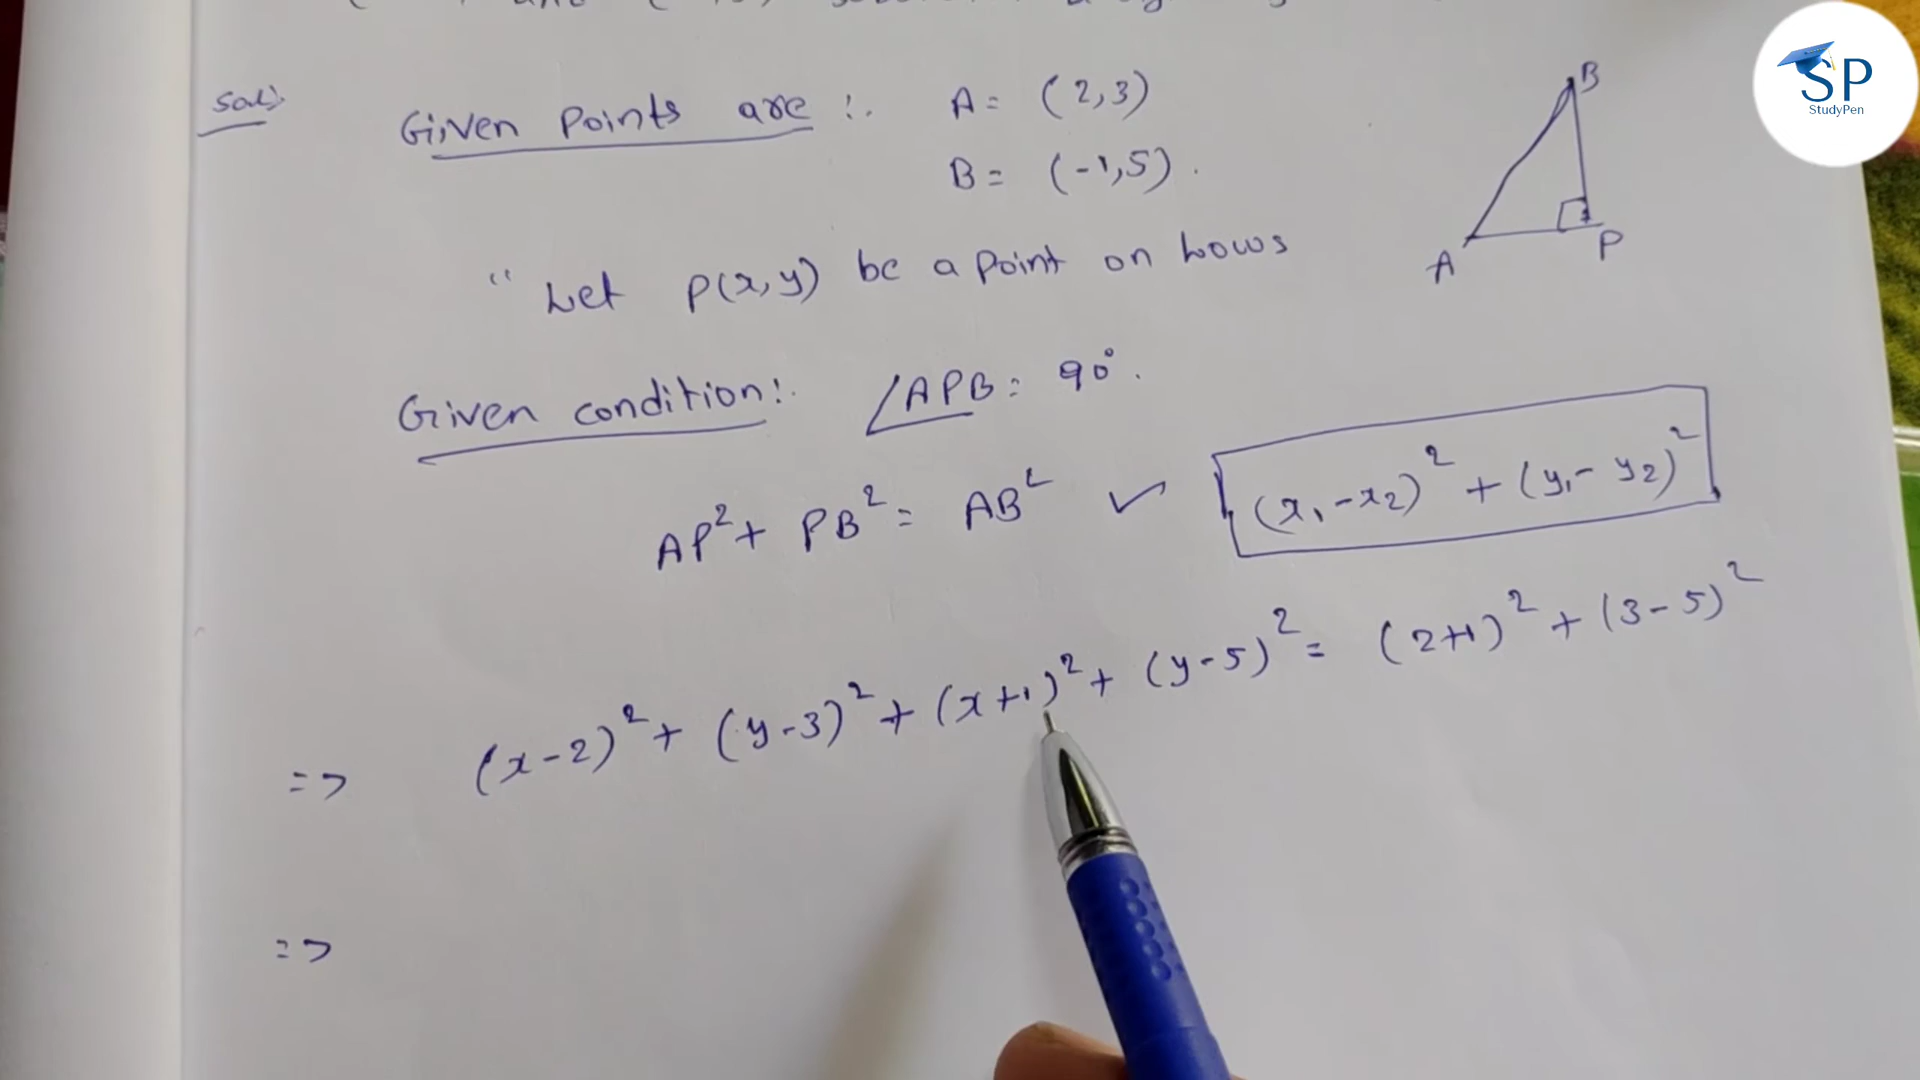 and
Sol)
Given Points are :. A = (2,3)
B = (-1,5).
"Let P(x,y) be a point on Locus
Given condition:. ∠APB = 90°.
AP² + PB² = AB² ✓ (x₁-x₂)² + (y₁-y₂)²
=> (x-2)² + (y-3)² + (x+1)² + (y-5)² = (2+1)² + (3-5)²
=>
B
A
P
SP
StudyPen